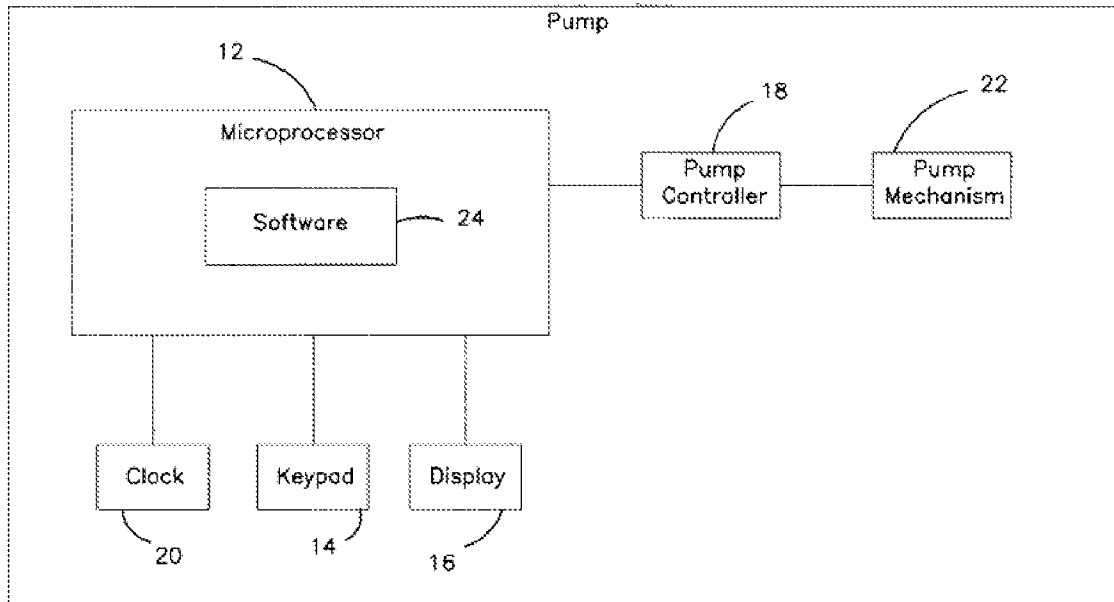 Pump
12
18
22
Microprocessor
Pump
Controller
Pump
Mechanism
Software
24
Clock
Keypad
Display
20
14
16